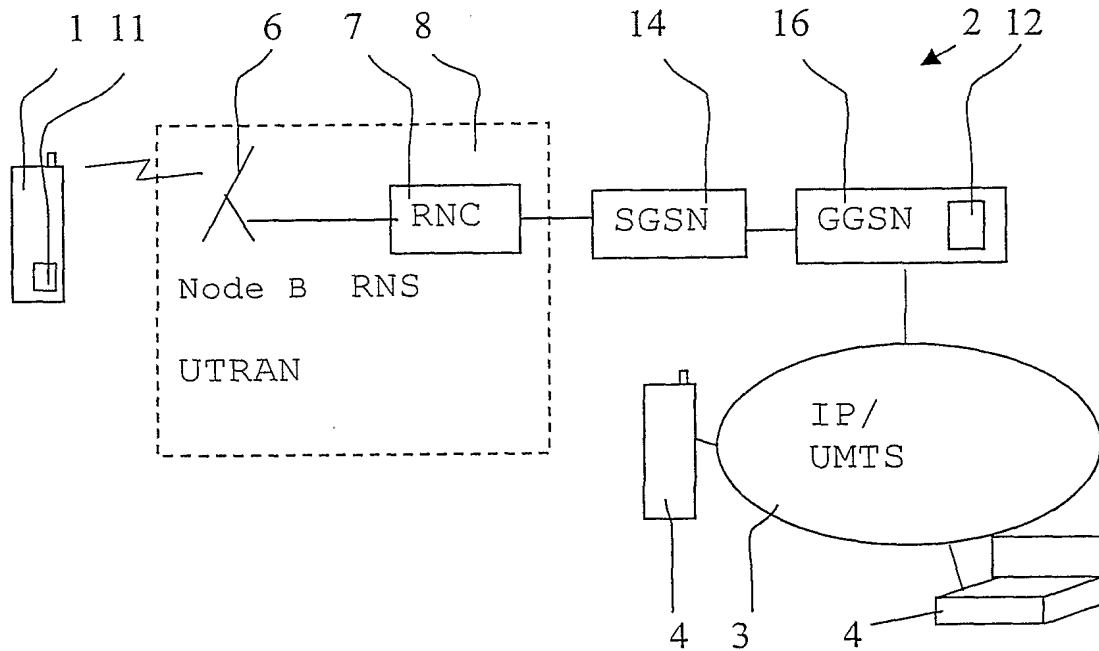 1 11 6 7 8 14 16 2 12
RNC SGSN GGSN
Node B RNS
UTRAN
IP/
UMTS
4 3 4